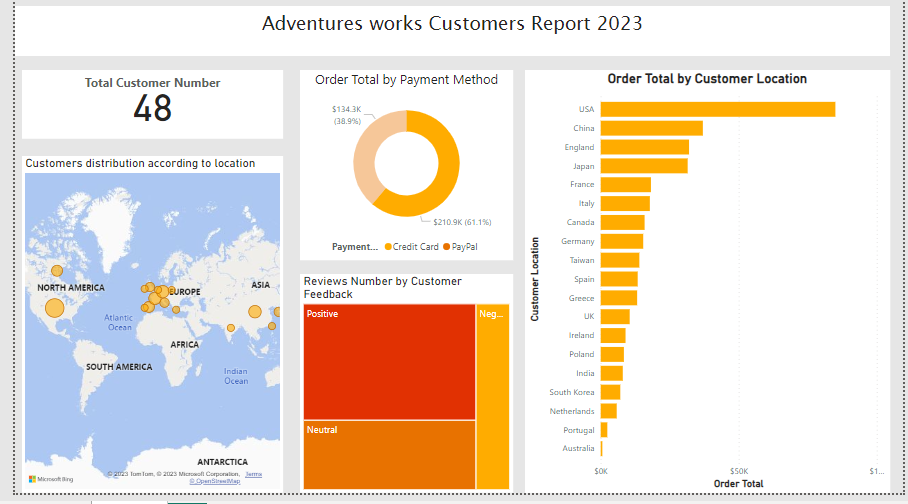 Adventures works Customers Report 2023
Total Customer Number
48
Customers distribution according to location
NORTH AMERICA
EUROPE
ASIA
Atlantic
Ocean
AFRICA
SOUTH AMERICA
Indian
Ocean
ANTARCTICA
Microsoft Bing
© 2023 TomTom, © 2023 Microsoft Corporation, Terms
© OpenStreetMap
Order Total by Payment Method
$134.3K
(38.9%)
$210.9K (61.1%)
Payment... Credit Card PayPal
Reviews Number by Customer
Feedback
Positive
Neg...
Neutral
Order Total by Customer Location
Customer Location
USA
China
England
Japan
France
Italy
Canada
Germany
Taiwan
Spain
Greece
UK
Ireland
Poland
India
South Korea
Netherlands
Portugal
Australia
$0K $50K $1...
Order Total